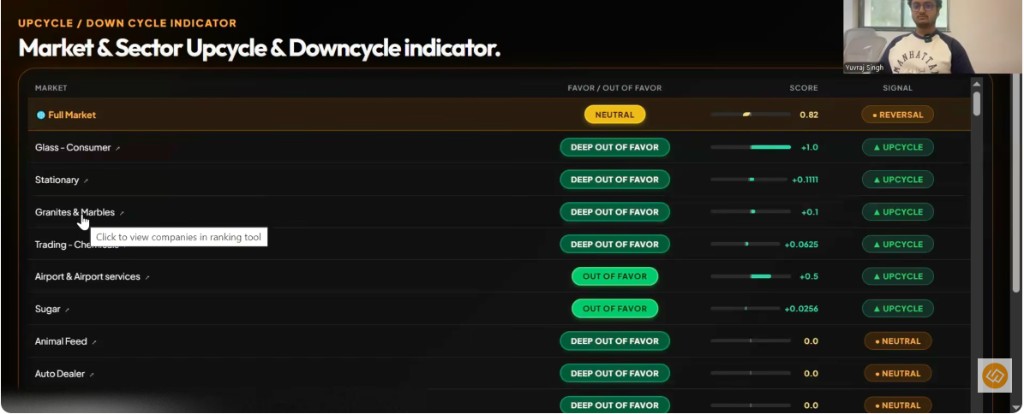 UPCYCLE / DOWN CYCLE INDICATOR
Market & Sector Upcycle & Downcycle indicator.
Yuvraj Singh
MANHATTAN
MARKET FAVOR / OUT OF FAVOR SCORE SIGNAL
Full Market NEUTRAL 0.82 • REVERSAL
Glass - Consumer ↗ DEEP OUT OF FAVOR +1.0 ▲ UPCYCLE
Stationary ↗ DEEP OUT OF FAVOR +0.1111 ▲ UPCYCLE
Granites & Marbles ↗ DEEP OUT OF FAVOR +0.1 ▲ UPCYCLE
Click to view companies in ranking tool
Trading - DEEP OUT OF FAVOR +0.0625 ▲ UPCYCLE
Airport & Airport services ↗ OUT OF FAVOR +0.5 ▲ UPCYCLE
Sugar ↗ OUT OF FAVOR +0.0256 ▲ UPCYCLE
Animal Feed ↗ DEEP OUT OF FAVOR 0.0 • NEUTRAL
Auto Dealer ↗ DEEP OUT OF FAVOR 0.0 • NEUTRAL
DEEP OUT OF FAVOR 0.0 • NEUTRAL